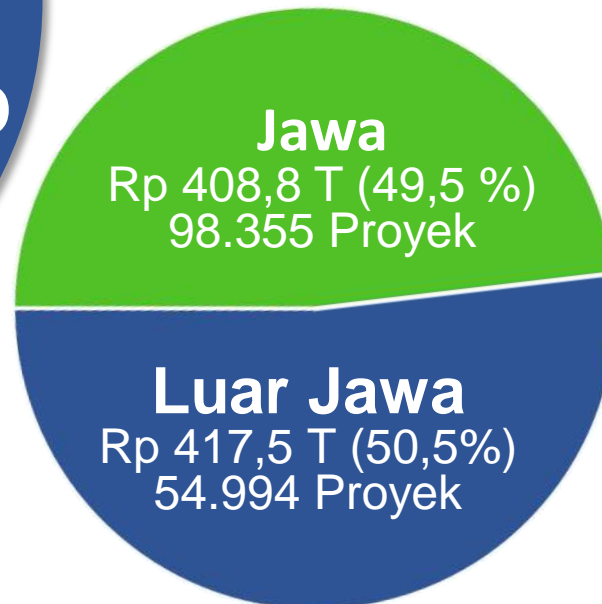 Jawa
Rp 408,8 T (49,5 %)
98.355 Proyek
Luar Jawa
Rp 417,5 T (50,5%)
54.994 Proyek